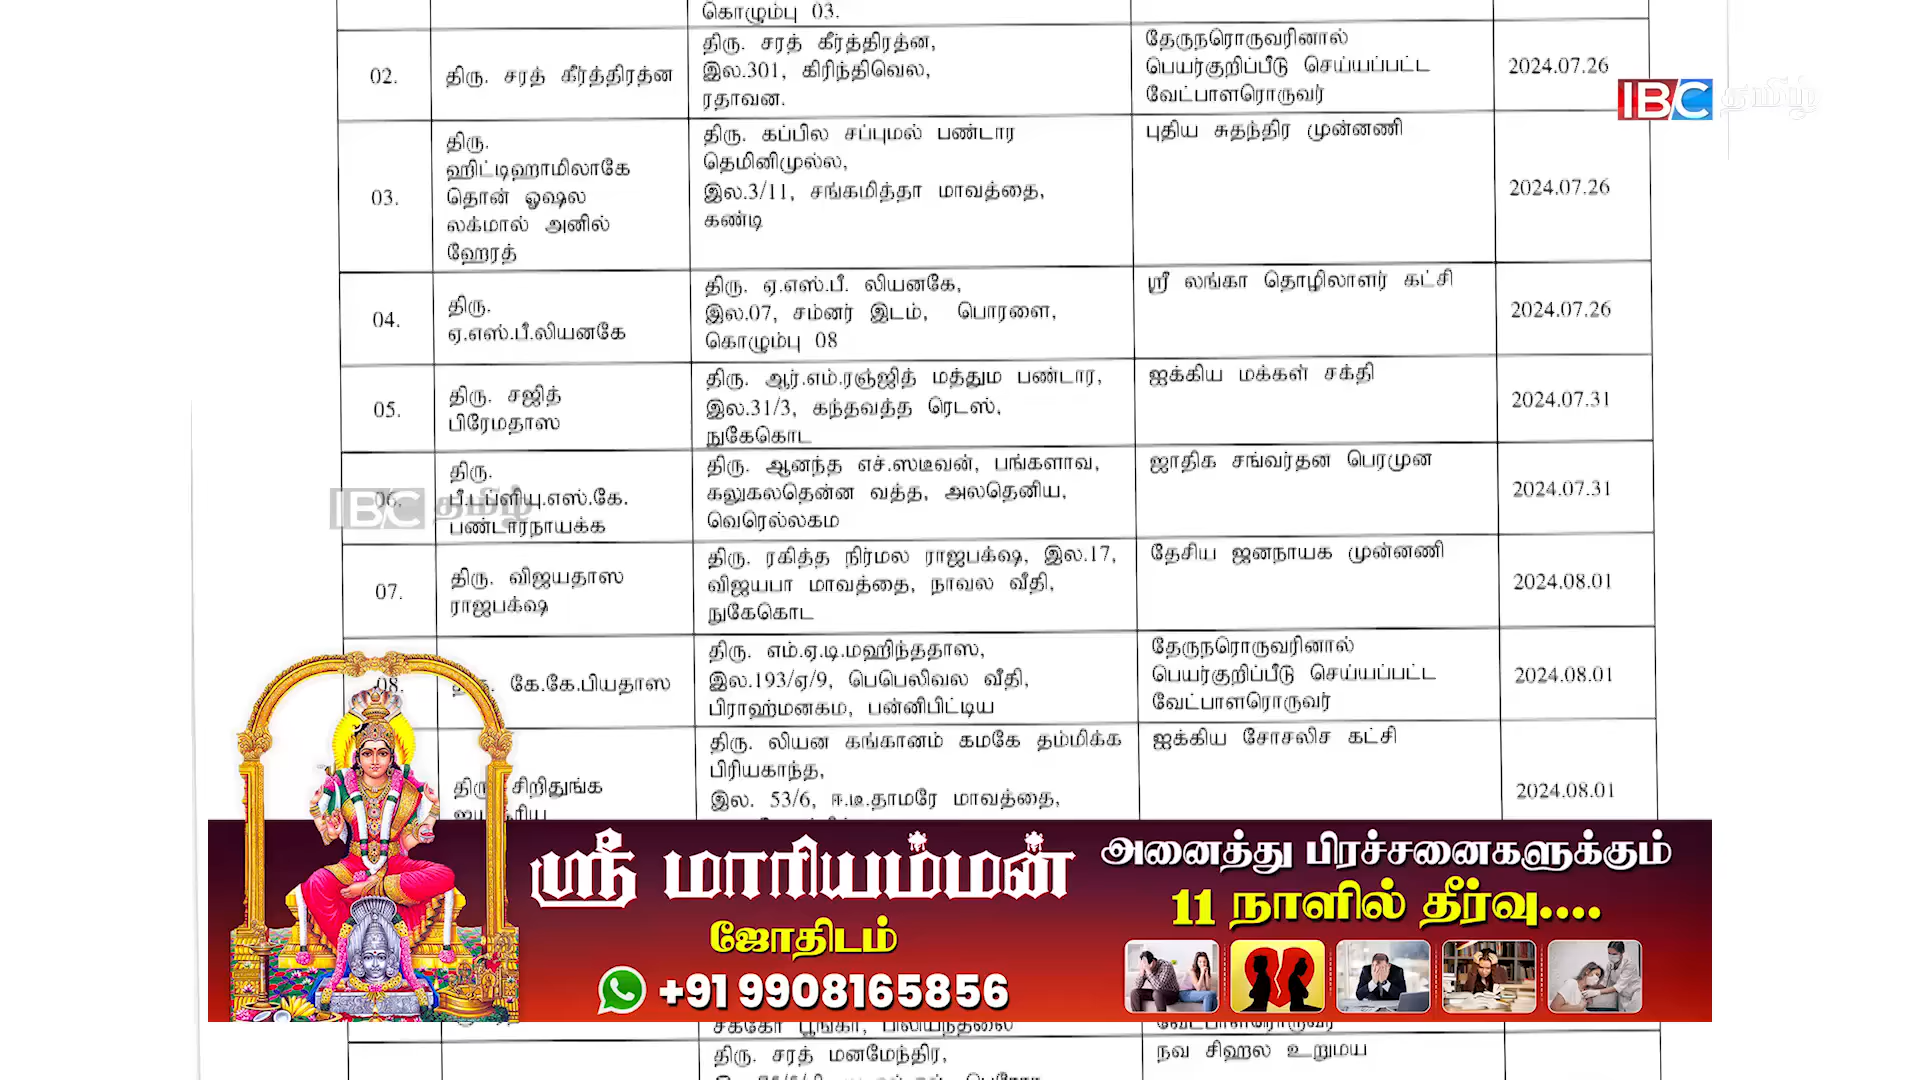 கொழும்பு 03.
02.
திரு. சரத் கீர்த்திரத்ன
திரு. சரத் கீர்த்திரத்ன,
இல.301, கிரிந்திவெல,
ரதாவன.
தேருநரொருவரினால்
பெயர்குறிப்பீடு செய்யப்பட்ட
வேட்பாளரொருவர்
2024.07.26
IBC தமிழ்
03.
திரு.
ஹிட்டிஹாமிலாகே
தொன் ஓஷல
லக்மால் அனில்
ஹேரத்
திரு. கப்பில சப்புமல் பண்டார
தெமினிமுல்ல,
இல.3/11, சங்கமித்தா மாவத்தை,
கண்டி
புதிய சுதந்திர முன்னணி
2024.07.26
04.
திரு.
ஏ.எஸ்.பீ.லியனகே
திரு. ஏ.எஸ்.பீ. லியனகே,
இல.07, சம்னர் இடம், பொரளை,
கொழும்பு 08
ஸ்ரீ லங்கா தொழிலாளர் கட்சி
2024.07.26
05.
திரு. சஜித்
பிரேமதாஸ
திரு. ஆர்.எம்.ரஞ்ஜித் மத்தும பண்டார,
இல.31/3, கந்தவத்த ரெடஸ்,
நுகேகொட
ஐக்கிய மக்கள் சக்தி
2024.07.31
06.
திரு.
பீ.டப்ளியு.எஸ்.கே.
பண்டாரநாயக்க
IBC தமிழ்
திரு. ஆனந்த எச்.ஸடீவன், பங்களாவ,
கலுகலதென்ன வத்த, அலதெனிய,
வெரெல்லகம
ஜாதிக சங்வர்தன பெரமுன
2024.07.31
07.
திரு. விஜயதாஸ
ராஜபக்ஷ
திரு. ரகித்த நிர்மல ராஜபக்ஷ, இல.17,
விஜயபா மாவத்தை, நாவல வீதி,
நுகேகொட
தேசிய ஜனநாயக முன்னணி
2024.08.01
08.
கே.கே.பியதாஸ
திரு. எம்.ஏ.டி.மஹிந்ததாஸ,
இல.193/ஏ/9, பெபெலிவல வீதி,
பிராஹ்மனகம, பன்னிபிட்டிய
தேருநரொருவரினால்
பெயர்குறிப்பீடு செய்யப்பட்ட
வேட்பாளரொருவர்
2024.08.01
சிறிதுங்க
திரு. லியன கங்கானம் கமகே தம்மிக்க
பிரியகாந்த,
இல. 53/6, ஈ.டீ.தாமரே மாவத்தை,
ஐக்கிய சோசலிச கட்சி
2024.08.01
ஸ்ரீ மாரியம்மன்
ஜோதிடம்
+91 9908165856
அனைத்து பிரச்சனைகளுக்கும்
11 நாளில் தீர்வு....
திரு. சரத் மனமேந்திர,
நவ சிஹல உறுமய